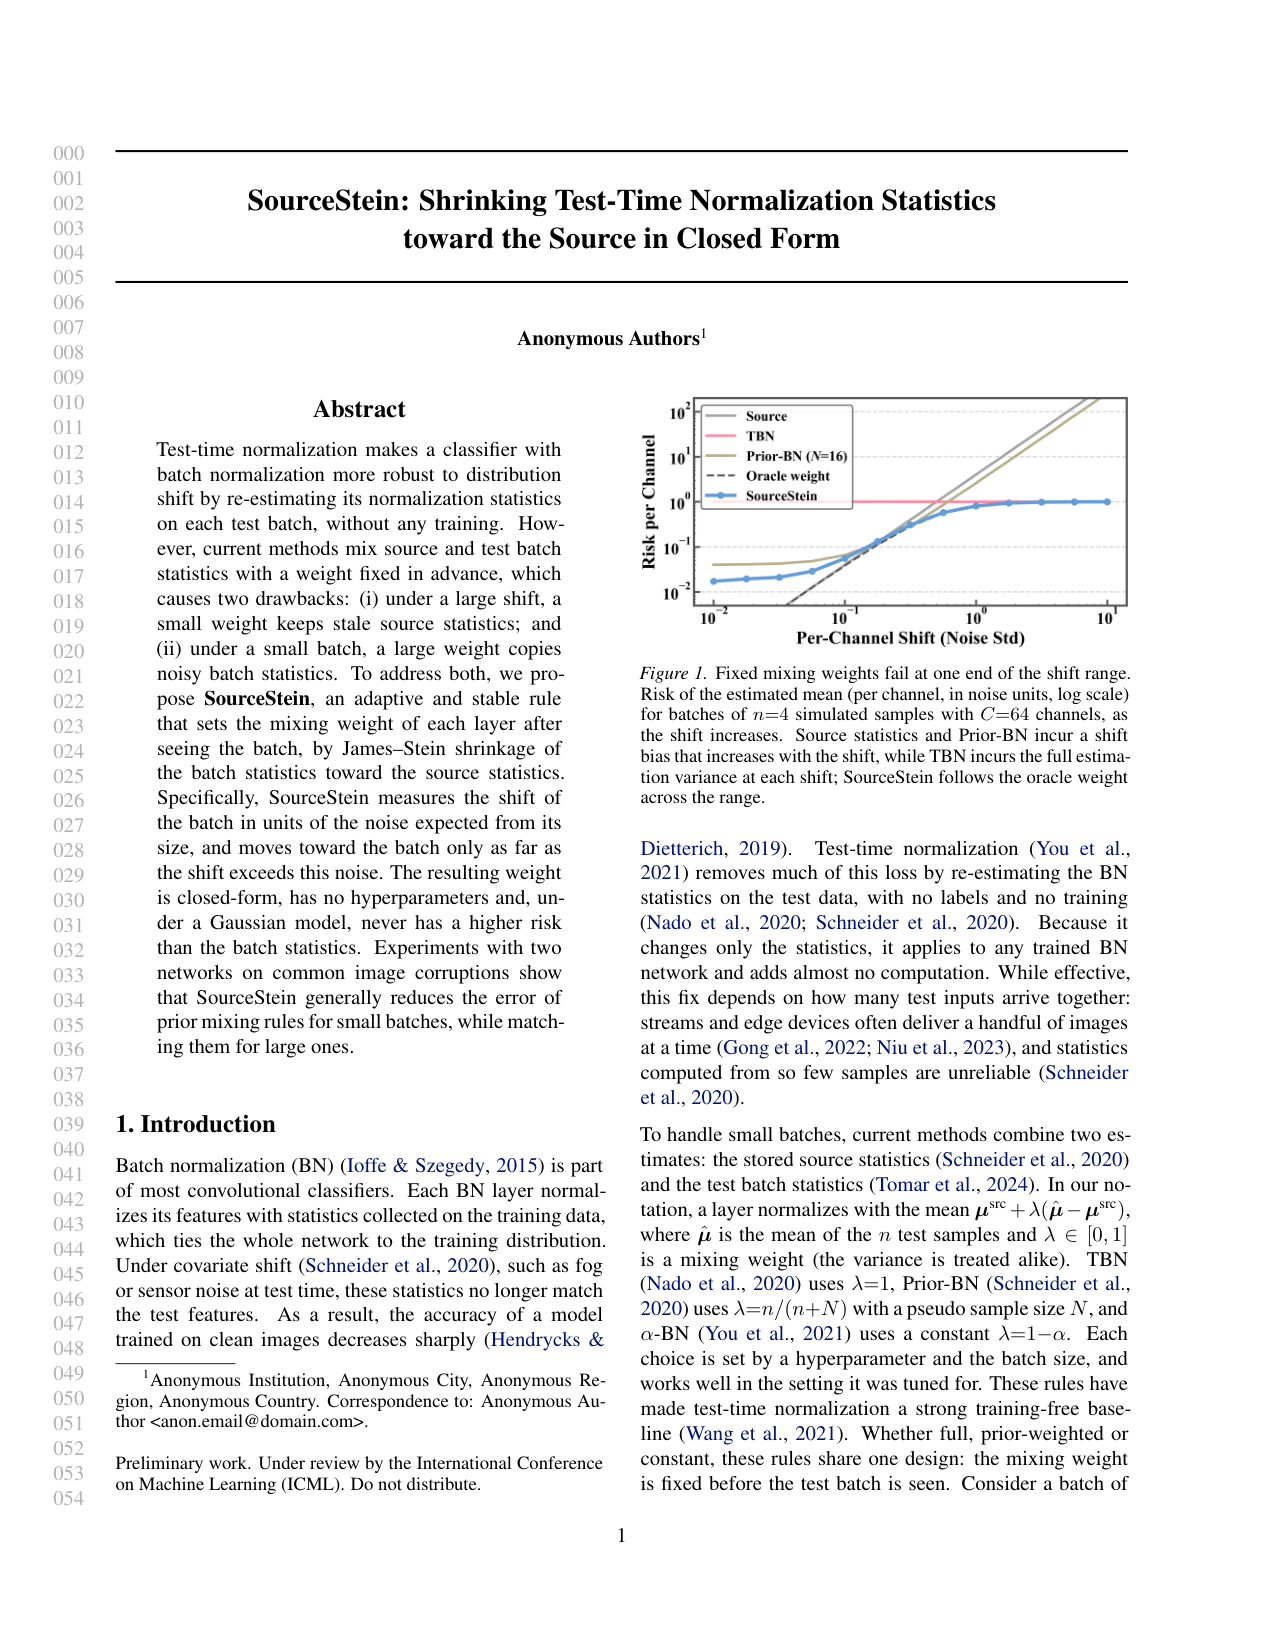 000
001
002
003
004
005
006
007
008
009
010
011
012
013
014
015
016
017
018
019
020
021
022
023
024
025
026
027
028
029
030
031
032
033
034
035
036
037
038
039
040
041
042
043
044
045
046
047
048
049
050
051
052
053
054
SourceStein: Shrinking Test-Time Normalization Statistics
toward the Source in Closed Form
Anonymous Authors¹
Abstract
Test-time normalization makes a classifier with
batch normalization more robust to distribution
shift by re-estimating its normalization statistics
on each test batch, without any training. How-
ever, current methods mix source and test batch
statistics with a weight fixed in advance, which
causes two drawbacks: (i) under a large shift, a
small weight keeps stale source statistics; and
(ii) under a small batch, a large weight copies
noisy batch statistics. To address both, we pro-
pose SourceStein, an adaptive and stable rule
that sets the mixing weight of each layer after
seeing the batch, by James–Stein shrinkage of
the batch statistics toward the source statistics.
Specifically, SourceStein measures the shift of
the batch in units of the noise expected from its
size, and moves toward the batch only as far as
the shift exceeds this noise. The resulting weight
is closed-form, has no hyperparameters and, un-
der a Gaussian model, never has a higher risk
than the batch statistics. Experiments with two
networks on common image corruptions show
that SourceStein generally reduces the error of
prior mixing rules for small batches, while match-
ing them for large ones.
1. Introduction
Batch normalization (BN) (Ioffe & Szegedy, 2015) is part
of most convolutional classifiers. Each BN layer normal-
izes its features with statistics collected on the training data,
which ties the whole network to the training distribution.
Under covariate shift (Schneider et al., 2020), such as fog
or sensor noise at test time, these statistics no longer match
the test features. As a result, the accuracy of a model
trained on clean images decreases sharply (Hendrycks &
¹Anonymous Institution, Anonymous City, Anonymous Re-
gion, Anonymous Country. Correspondence to: Anonymous Au-
thor <anon.email@domain.com>.
Preliminary work. Under review by the International Conference
on Machine Learning (ICML). Do not distribute.
Risk per Channel
10²
10¹
10⁰
10⁻¹
10⁻²
Source
TBN
Prior-BN (N=16)
Oracle weight
SourceStein
10⁻² 10⁻¹ 10⁰ 10¹
Per-Channel Shift (Noise Std)
Figure 1. Fixed mixing weights fail at one end of the shift range.
Risk of the estimated mean (per channel, in noise units, log scale)
for batches of n=4 simulated samples with C=64 channels, as
the shift increases. Source statistics and Prior-BN incur a shift
bias that increases with the shift, while TBN incurs the full estima-
tion variance at each shift; SourceStein follows the oracle weight
across the range.
Dietterich, 2019). Test-time normalization (You et al.,
2021) removes much of this loss by re-estimating the BN
statistics on the test data, with no labels and no training
(Nado et al., 2020; Schneider et al., 2020). Because it
changes only the statistics, it applies to any trained BN
network and adds almost no computation. While effective,
this fix depends on how many test inputs arrive together:
streams and edge devices often deliver a handful of images
at a time (Gong et al., 2022; Niu et al., 2023), and statistics
computed from so few samples are unreliable (Schneider
et al., 2020).
To handle small batches, current methods combine two es-
timates: the stored source statistics (Schneider et al., 2020)
and the test batch statistics (Tomar et al., 2024). In our no-
tation, a layer normalizes with the mean μ^src + λ(μ̂ − μ^src),
where μ̂ is the mean of the n test samples and λ ∈ [0, 1]
is a mixing weight (the variance is treated alike). TBN
(Nado et al., 2020) uses λ=1, Prior-BN (Schneider et al.,
2020) uses λ=n/(n+N) with a pseudo sample size N, and
α-BN (You et al., 2021) uses a constant λ=1−α. Each
choice is set by a hyperparameter and the batch size, and
works well in the setting it was tuned for. These rules have
made test-time normalization a strong training-free base-
line (Wang et al., 2021). Whether full, prior-weighted or
constant, these rules share one design: the mixing weight
is fixed before the test batch is seen. Consider a batch of
1